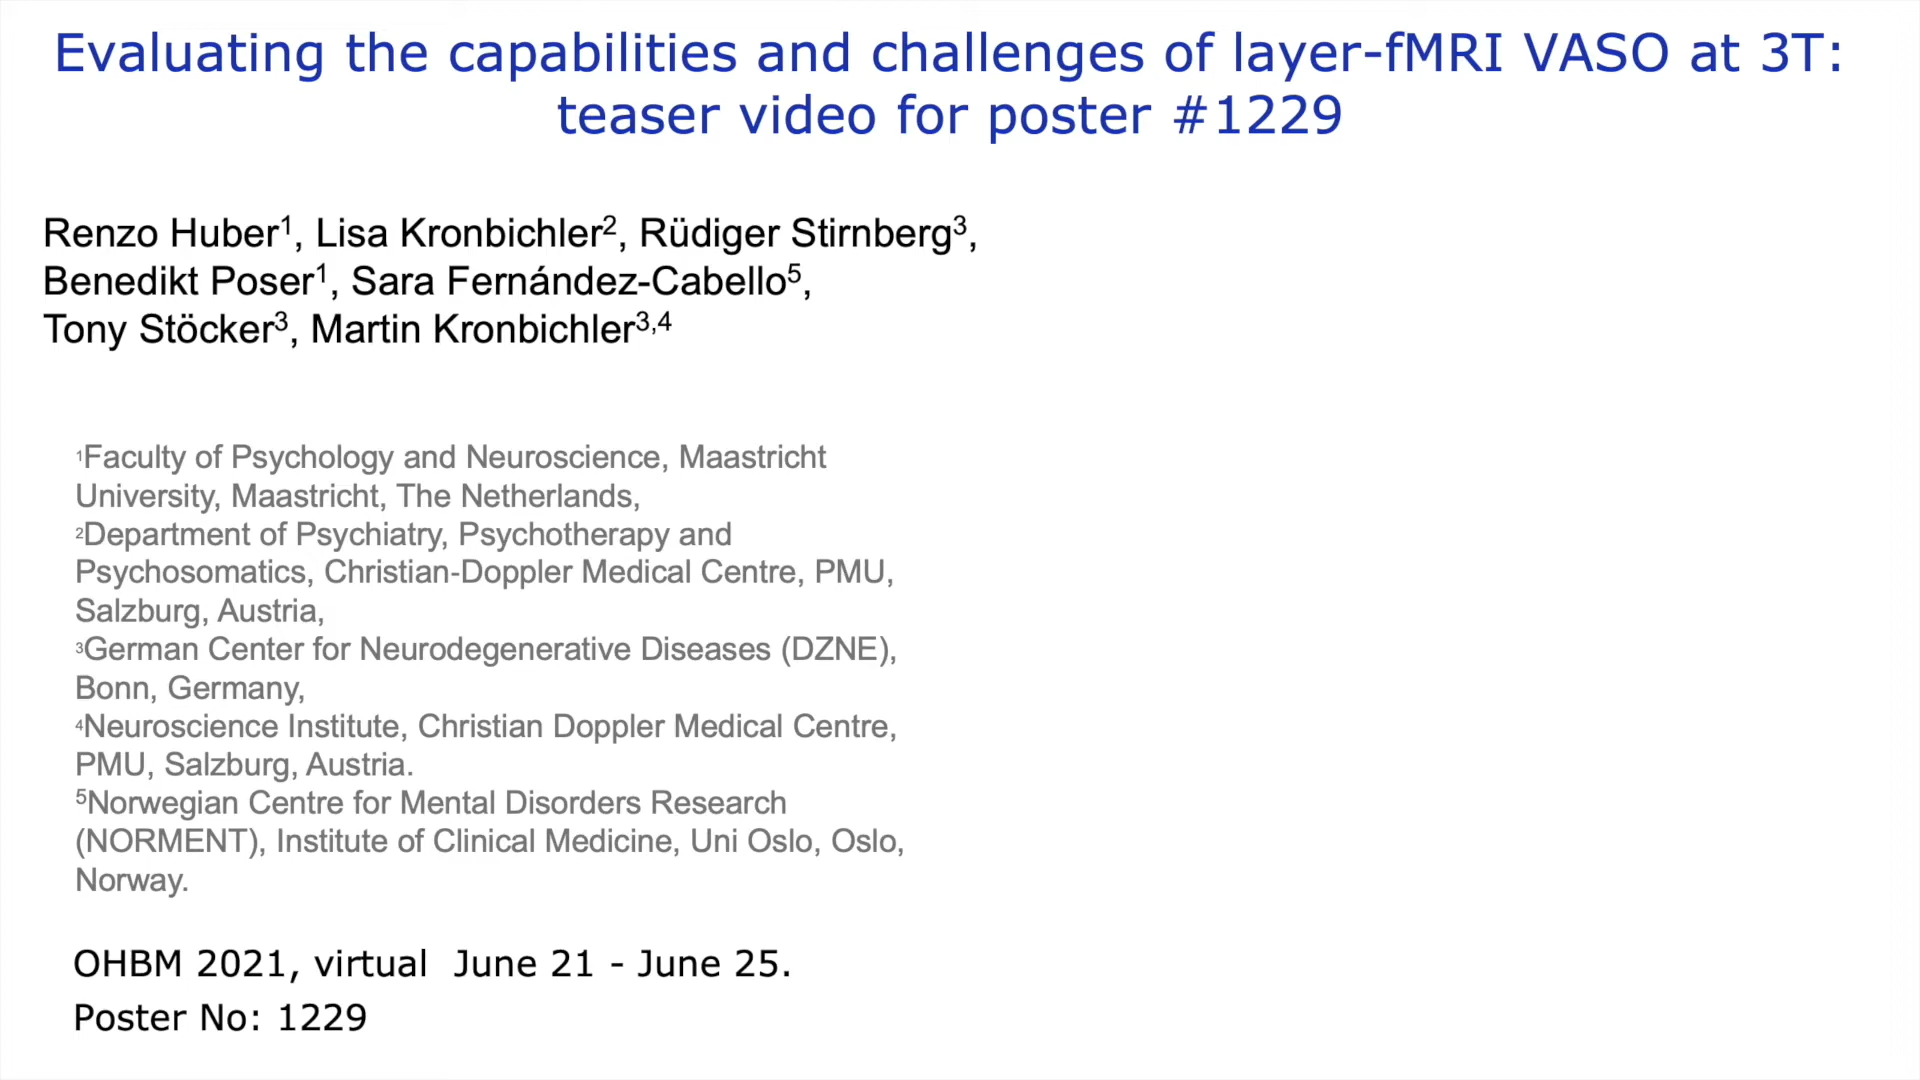 Evaluating the capabilities and challenges of layer-fMRI VASO at 3T:
teaser video for poster #1229
Renzo Huber¹, Lisa Kronbichler², Rüdiger Stirnberg³,
Benedikt Poser¹, Sara Fernández-Cabello⁵,
Tony Stöcker³, Martin Kronbichler³,⁴
¹Faculty of Psychology and Neuroscience, Maastricht
University, Maastricht, The Netherlands,
²Department of Psychiatry, Psychotherapy and
Psychosomatics, Christian-Doppler Medical Centre, PMU,
Salzburg, Austria,
³German Center for Neurodegenerative Diseases (DZNE),
Bonn, Germany,
⁴Neuroscience Institute, Christian Doppler Medical Centre,
PMU, Salzburg, Austria.
⁵Norwegian Centre for Mental Disorders Research
(NORMENT), Institute of Clinical Medicine, Uni Oslo, Oslo,
Norway.
OHBM 2021, virtual  June 21 - June 25.
Poster No: 1229